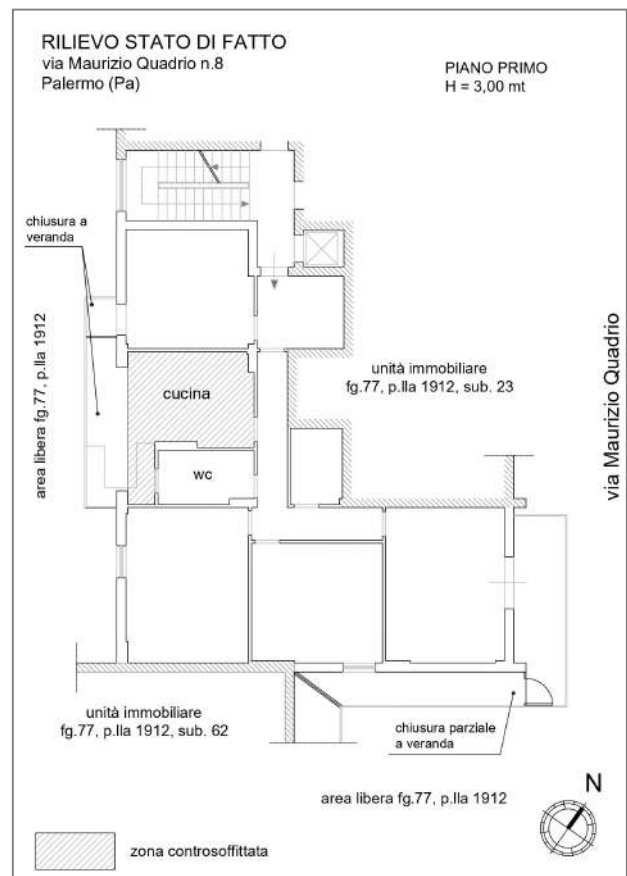 RILIEVO STATO DI FATTO
via Maurizio Quadrio n.8
Palermo (Pa)
PIANO PRIMO
H = 3,00 mt
chiusura a
veranda
area libera fg.77, p.lla 1912
unità immobiliare
fg.77, p.lla 1912, sub. 23
via Maurizio Quadrio
cucina
wc
unità immobiliare
fg.77, p.lla 1912, sub. 62
chiusura parziale
a veranda
area libera fg.77, p.lla 1912
N
zona controsoffittata